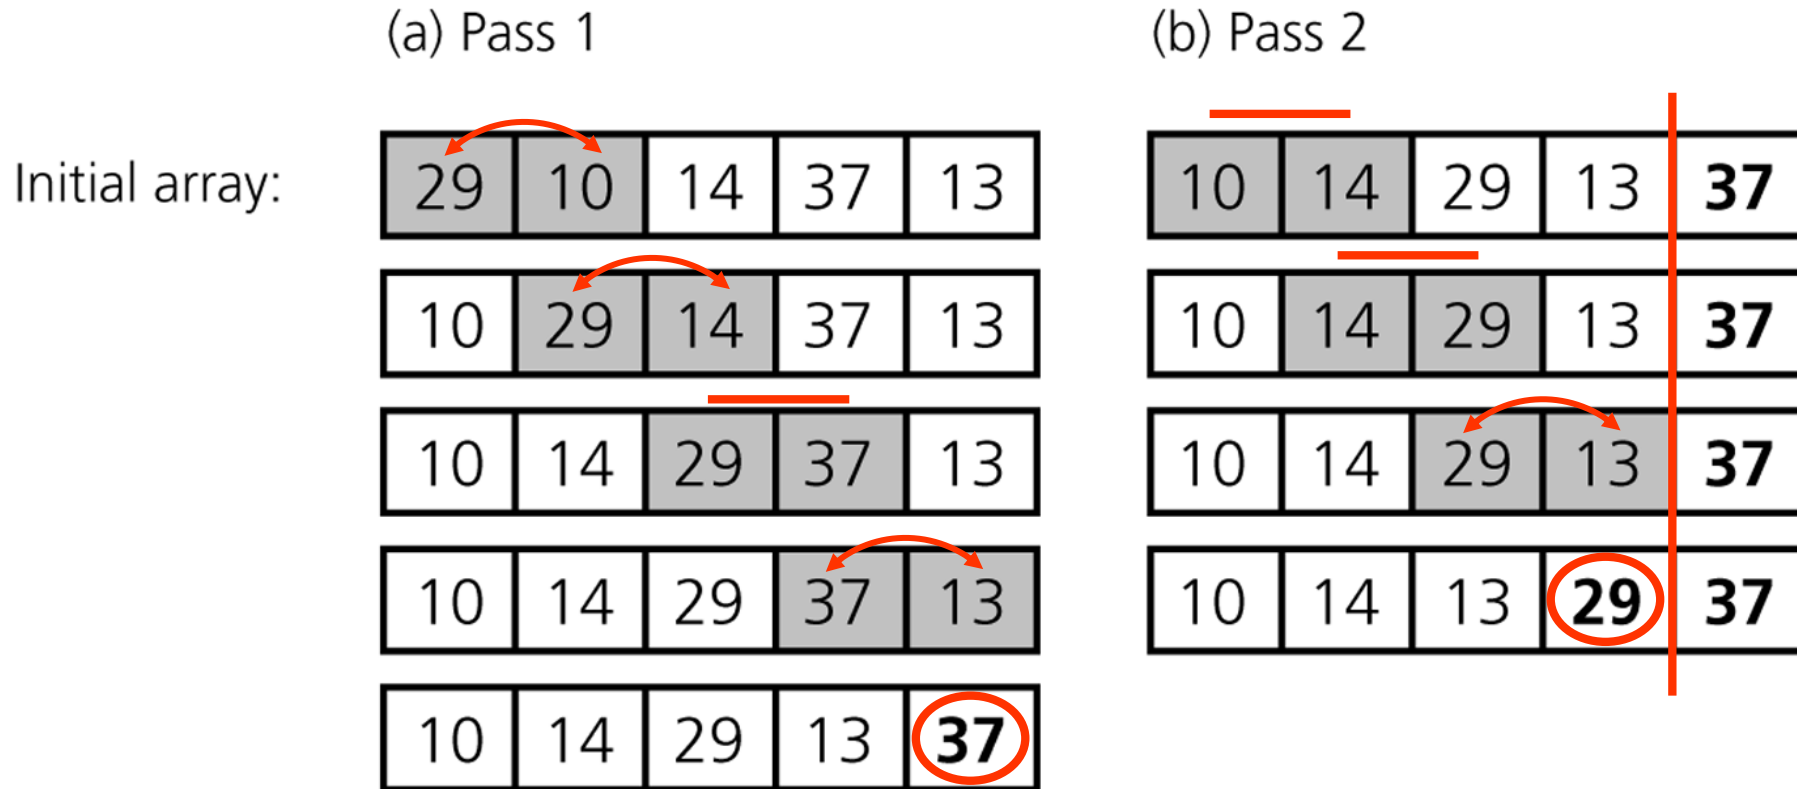 (a) Pass 1
(b) Pass 2
Initial array:
29 10 14 37 13
10 14 29 13 37
10 29 14 37 13
10 14 29 13 37
10 14 29 37 13
10 14 29 13 37
10 14 29 37 13
10 14 13 29 37
10 14 29 13 37